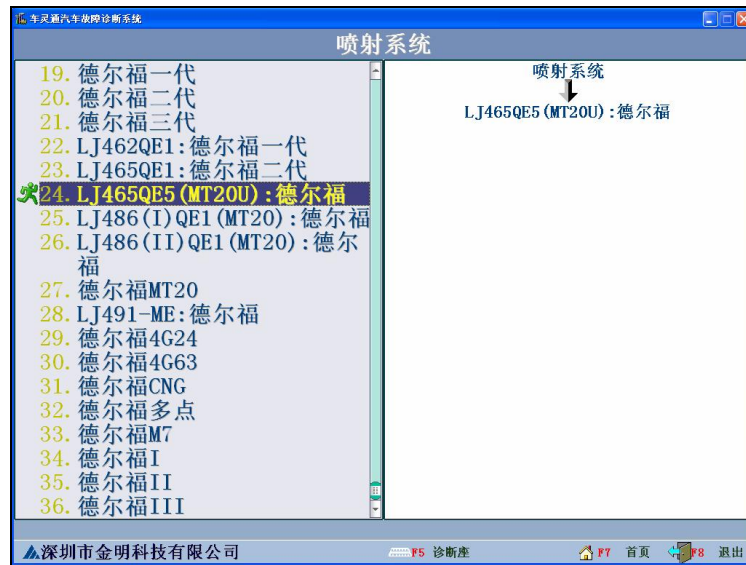 车灵通汽车故障诊断系统
喷射系统
19. 德尔福一代
20. 德尔福二代
21. 德尔福三代
22. LJ462QE1:德尔福一代
23. LJ465QE1:德尔福二代
24. LJ465QE5(MT20U):德尔福
25. LJ486(I)QE1(MT20):德尔福
26. LJ486(II)QE1(MT20):德尔
福
27. 德尔福MT20
28. LJ491-ME:德尔福
29. 德尔福4G24
30. 德尔福4G63
31. 德尔福CNG
32. 德尔福多点
33. 德尔福M7
34. 德尔福I
35. 德尔福II
36. 德尔福III
喷射系统
LJ465QE5(MT20U):德尔福
深圳市金明科技有限公司
F5 诊断座
F7 首页
F8 退出